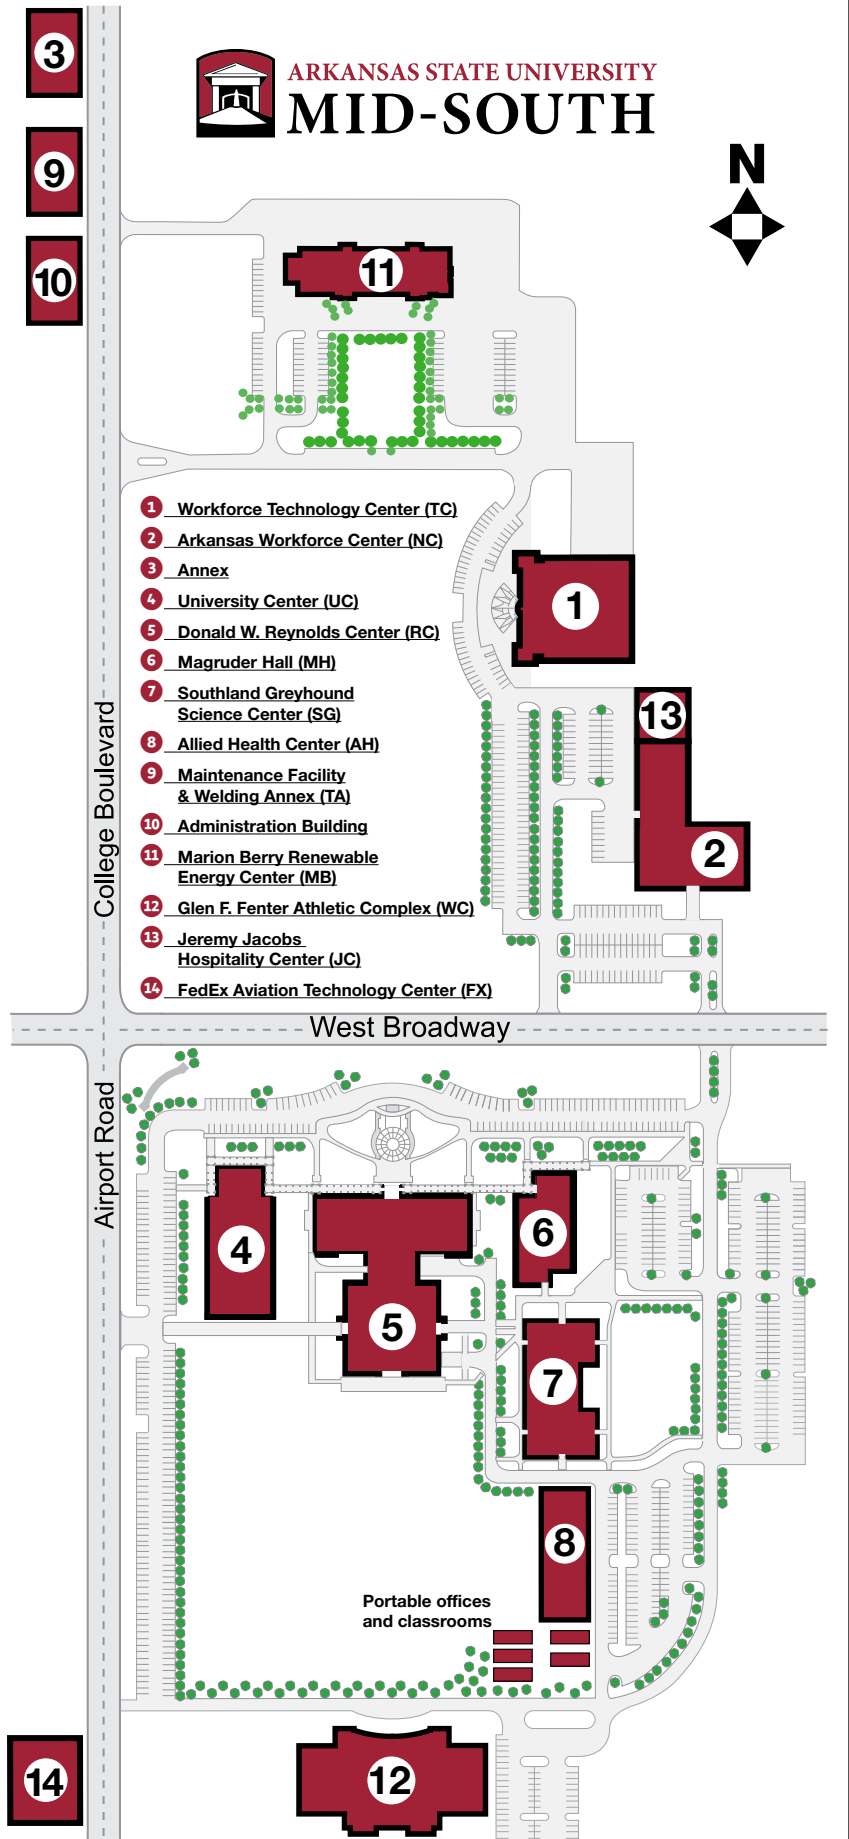 3
ARKANSAS STATE UNIVERSITY
MID-SOUTH
N
9
10
11
1 Workforce Technology Center (TC)
2 Arkansas Workforce Center (NC)
3 Annex
4 University Center (UC)
5 Donald W. Reynolds Center (RC)
6 Magruder Hall (MH)
7 Southland Greyhound
Science Center (SG)
8 Allied Health Center (AH)
9 Maintenance Facility
& Welding Annex (TA)
10 Administration Building
11 Marion Berry Renewable
Energy Center (MB)
12 Glen F. Fenter Athletic Complex (WC)
13 Jeremy Jacobs
Hospitality Center (JC)
14 FedEx Aviation Technology Center (FX)
1
13
2
College Boulevard
West Broadway
Airport Road
4
6
5
7
8
Portable offices
and classrooms
14
12